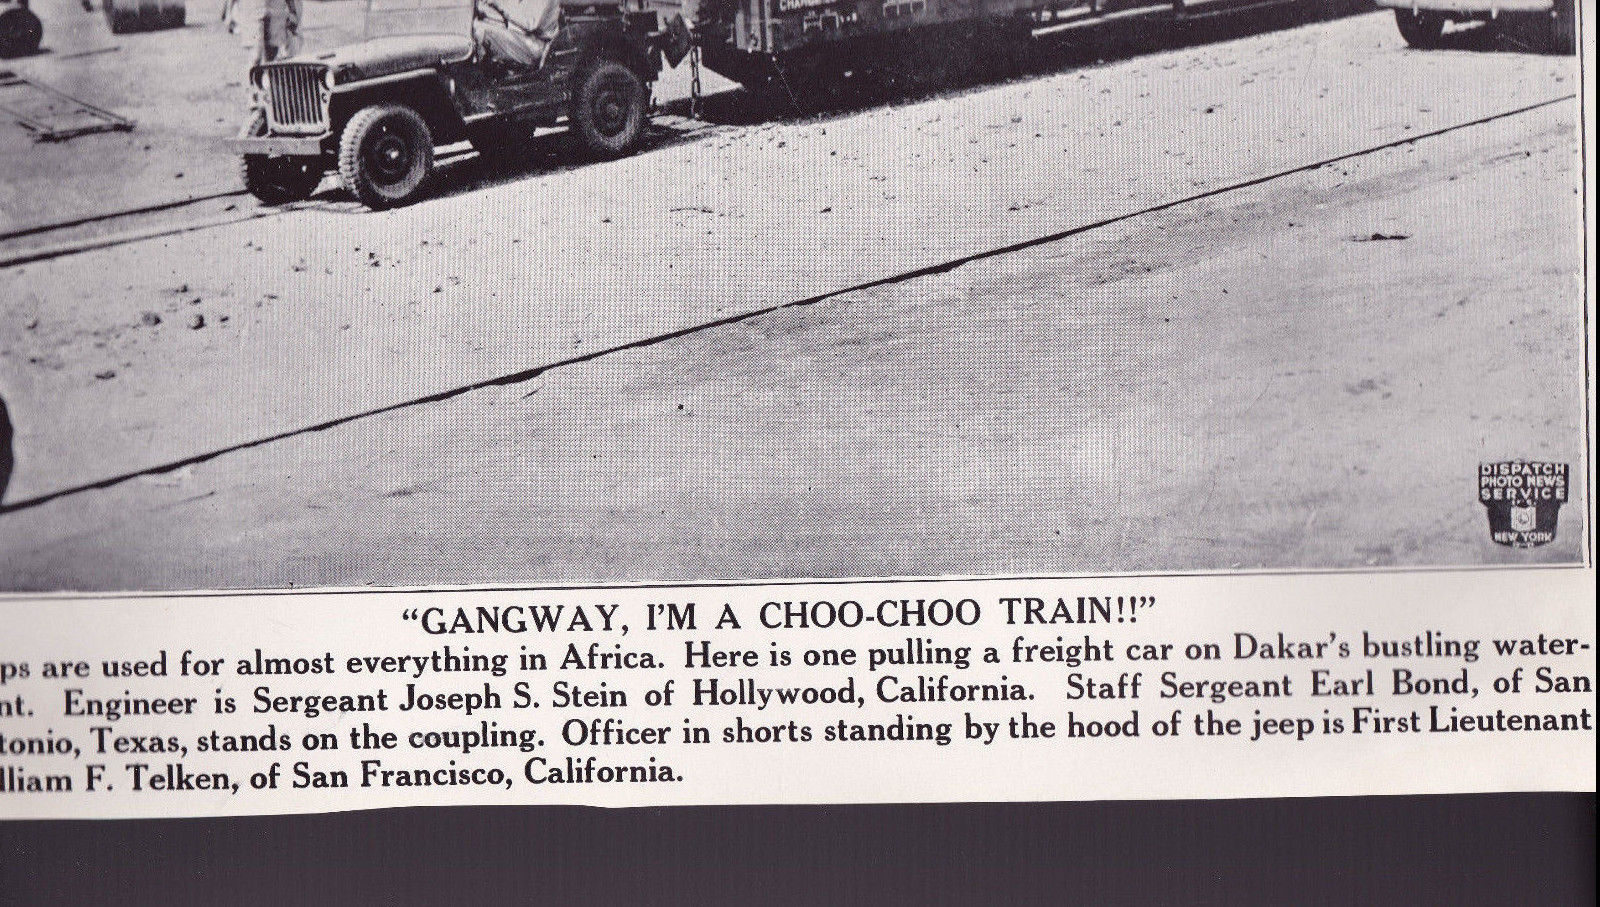 DISPATCH
PHOTO NEWS
SERVICE
NEW YORK
"GANGWAY, I'M A CHOO-CHOO TRAIN!!"
ps are used for almost everything in Africa. Here is one pulling a freight car on Dakar's bustling water-
nt. Engineer is Sergeant Joseph S. Stein of Hollywood, California. Staff Sergeant Earl Bond, of San
tonio, Texas, stands on the coupling. Officer in shorts standing by the hood of the jeep is First Lieutenant
lliam F. Telken, of San Francisco, California.